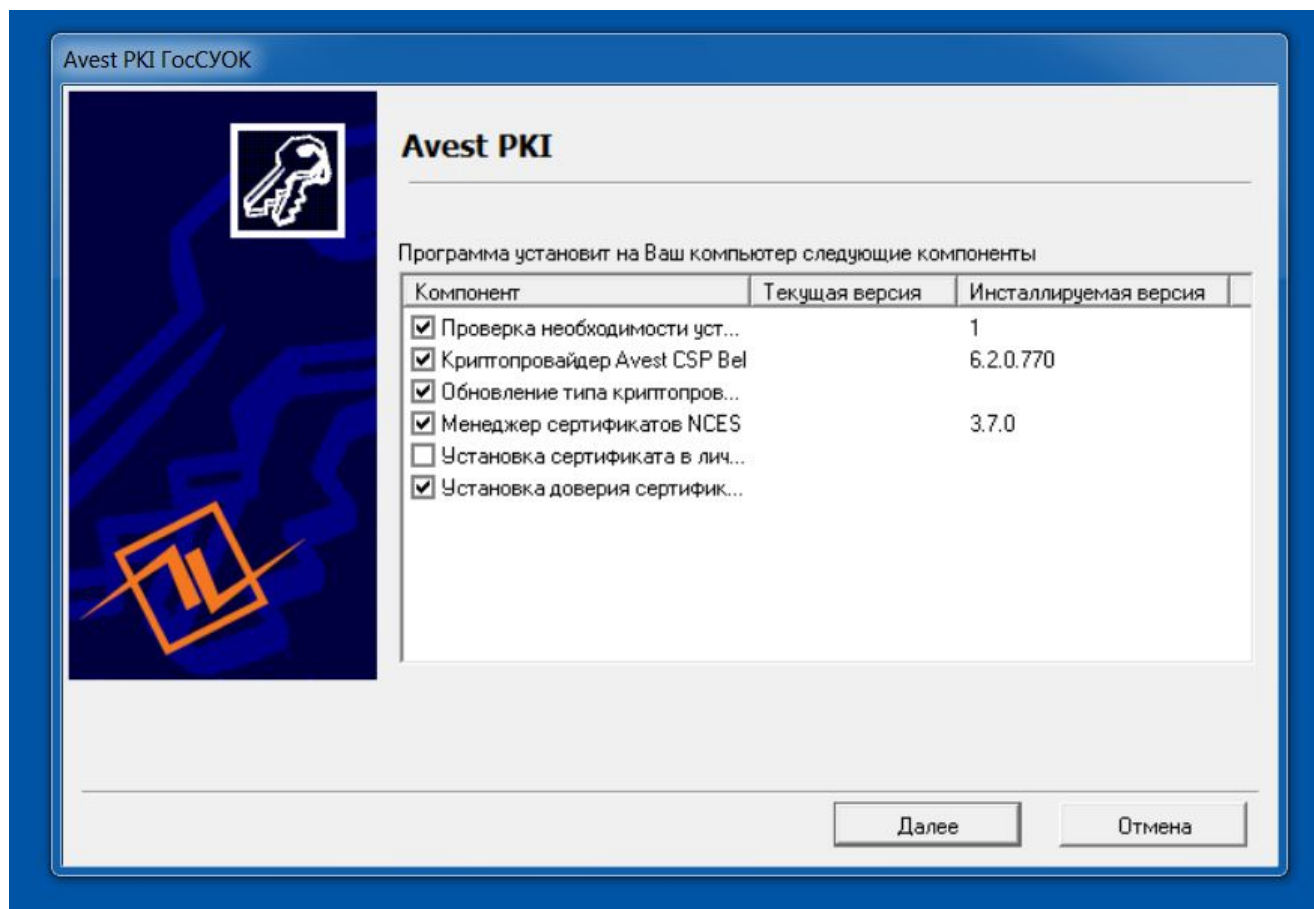 Avest PKI ГосСУОК
Avest PKI
Программа установит на Ваш компьютер следующие компоненты
Компонент Текущая версия Инсталлируемая версия
Проверка необходимости уст... 1
Криптопровайдер Avest CSP Bel 6.2.0.770
Обновление типа криптопров...
Менеджер сертификатов NCES 3.7.0
Установка сертификата в лич...
Установка доверия сертифик...
Далее Отмена